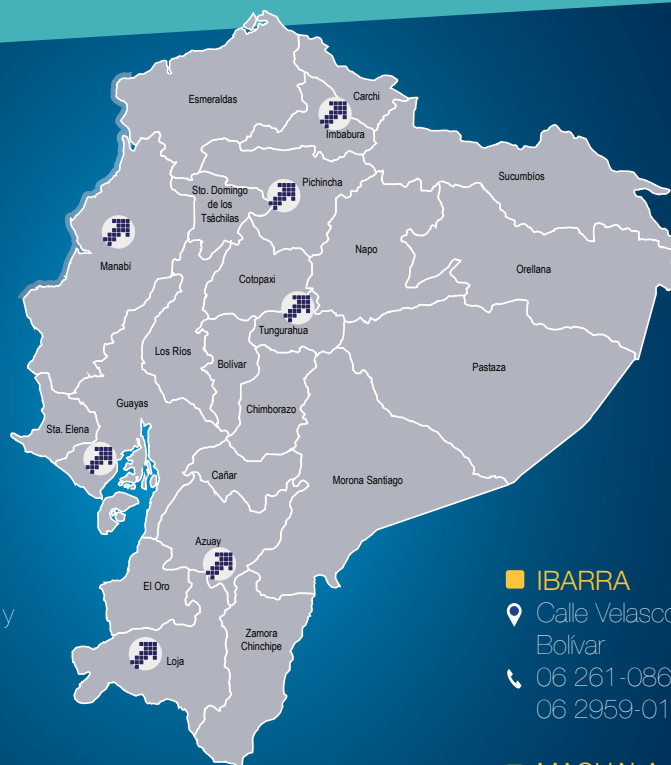 Esmeraldas
Carchi
Imbabura
Sucumbíos
Pichincha
Sto. Domingo
de los
Tsáchilas
Napo
Orellana
Manabí
Cotopaxi
Tungurahua
Los Ríos
Bolívar
Pastaza
Guayas
Chimborazo
Sta. Elena
Cañar
Morona Santiago
Azuay
El Oro
Zamora
Chinchipe
Loja
y
IBARRA
Calle Velasco
Bolívar
06 261-086
06 2959-01